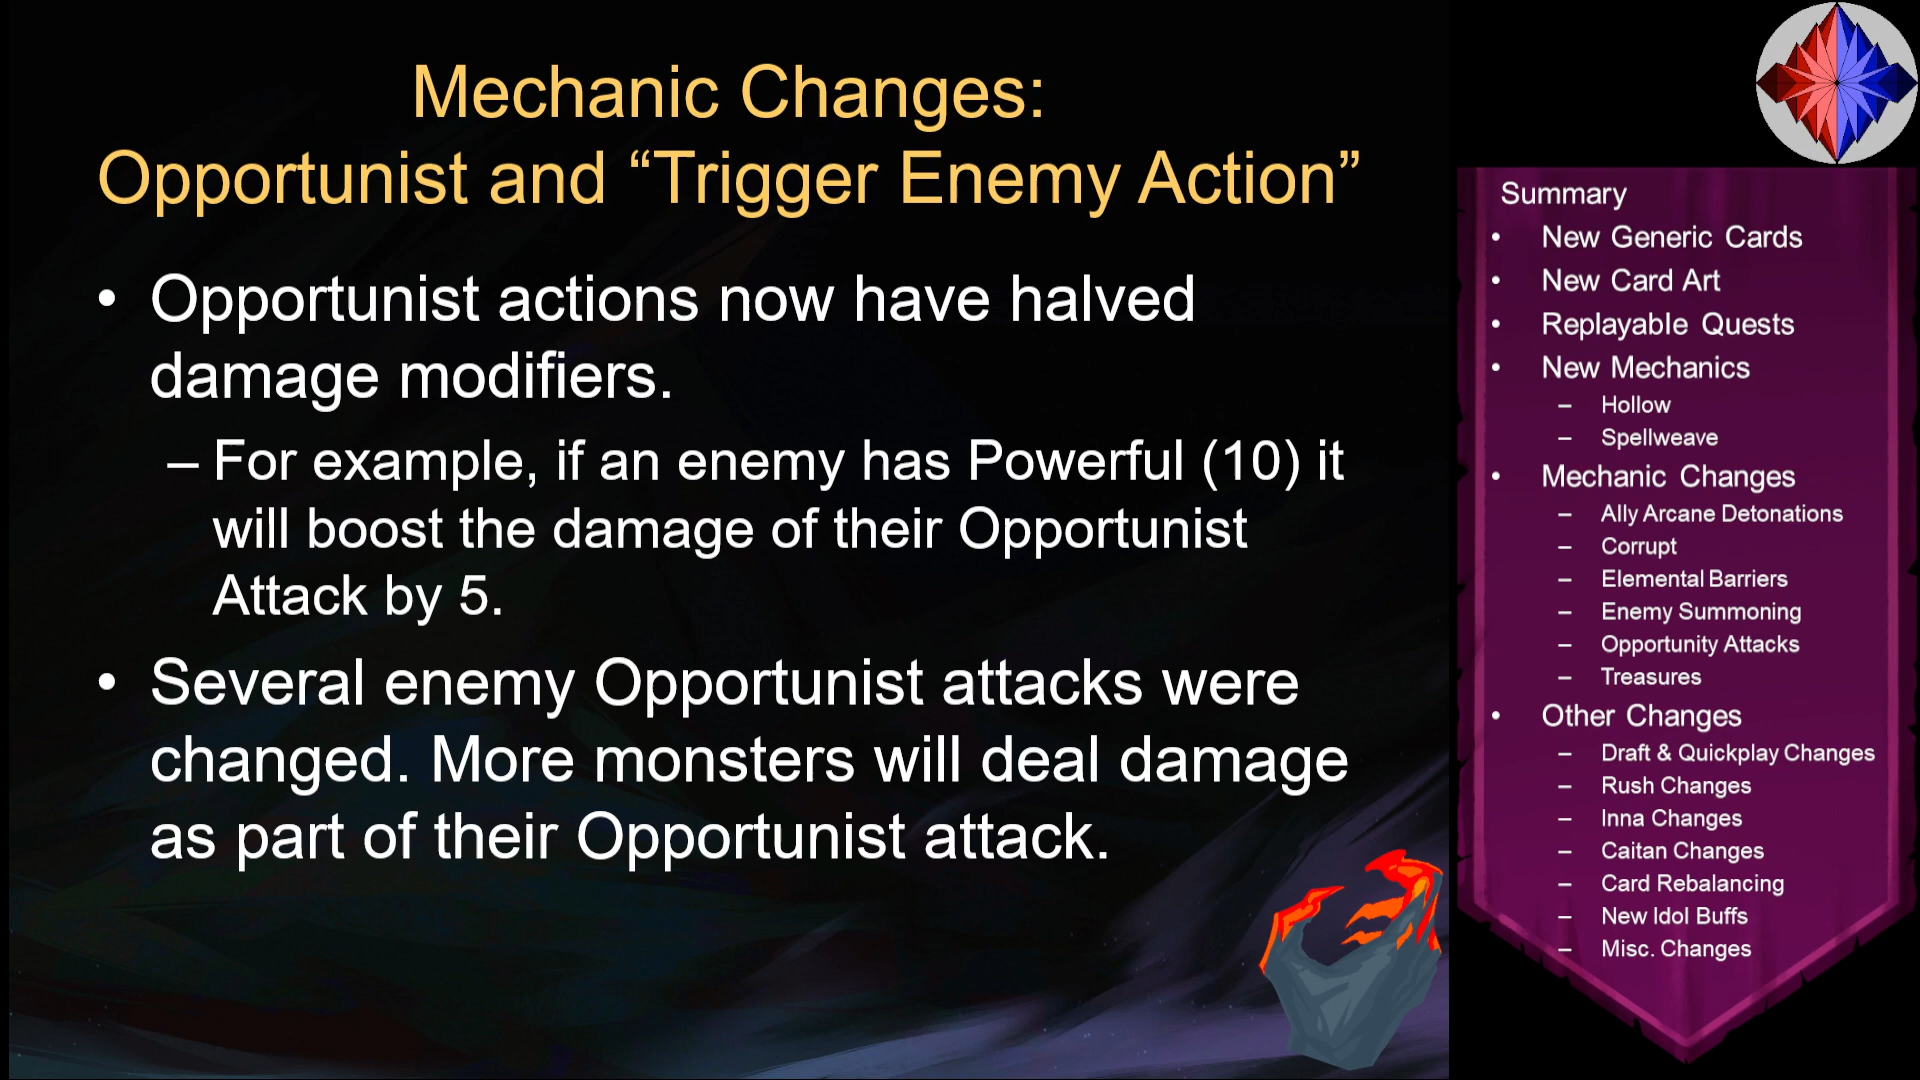 Mechanic Changes:
Opportunist and “Trigger Enemy Action”
• Opportunist actions now have halved
damage modifiers.
– For example, if an enemy has Powerful (10) it
will boost the damage of their Opportunist
Attack by 5.
• Several enemy Opportunist attacks were
changed. More monsters will deal damage
as part of their Opportunist attack.
Summary
• New Generic Cards
• New Card Art
• Replayable Quests
• New Mechanics
– Hollow
– Spellweave
• Mechanic Changes
– Ally Arcane Detonations
– Corrupt
– Elemental Barriers
– Enemy Summoning
– Opportunity Attacks
– Treasures
• Other Changes
– Draft & Quickplay Changes
– Rush Changes
– Inna Changes
– Caitan Changes
– Card Rebalancing
– New Idol Buffs
– Misc. Changes